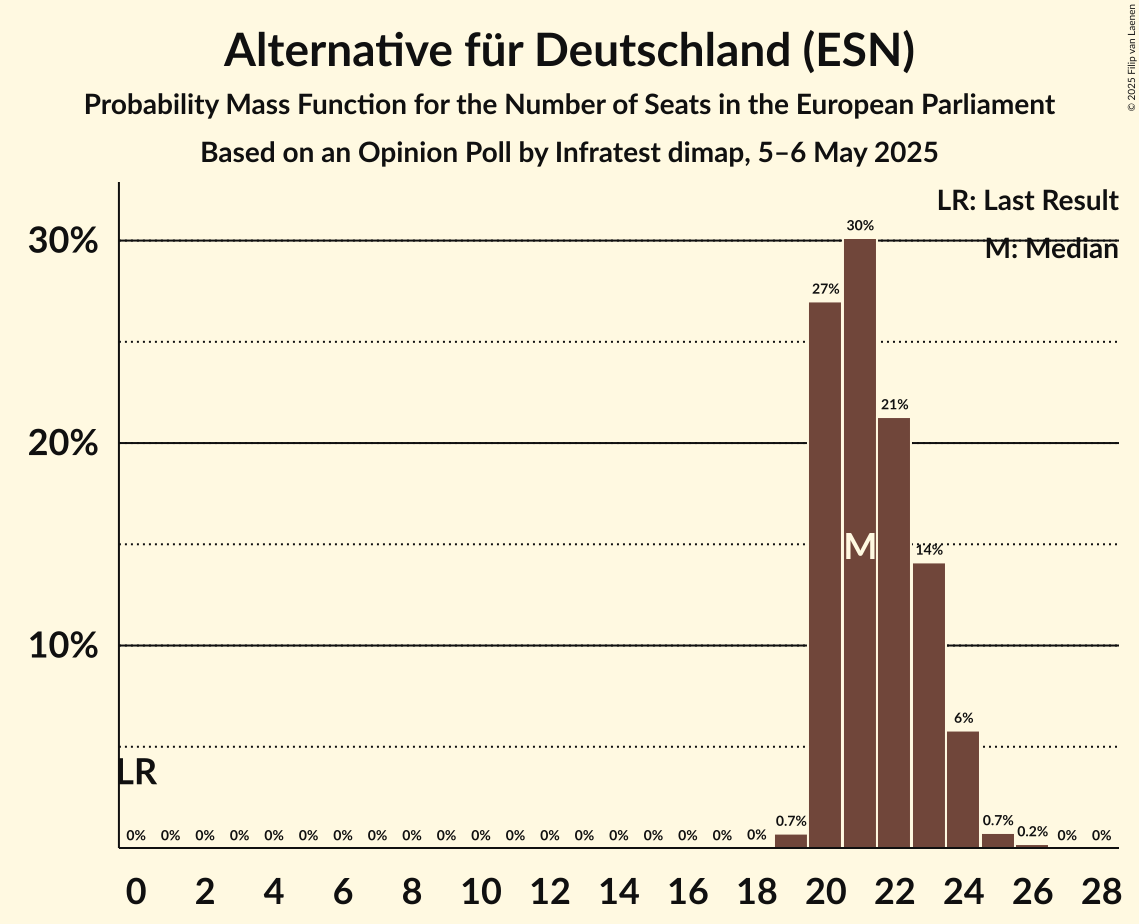 Alternative für Deutschland (ESN)
Probability Mass Function for the Number of Seats in the European Parliament
Based on an Opinion Poll by Infratest dimap, 5–6 May 2025
© 2025 Filip van Laenen
LR: Last Result
M: Median
30%
20%
10%
30%
27%
21%
M
14%
6%
LR
0% 0% 0% 0% 0% 0% 0% 0% 0% 0% 0% 0% 0% 0% 0% 0% 0% 0% 0% 0.7% 0.7% 0.2% 0% 0%
0 2 4 6 8 10 12 14 16 18 20 22 24 26 28